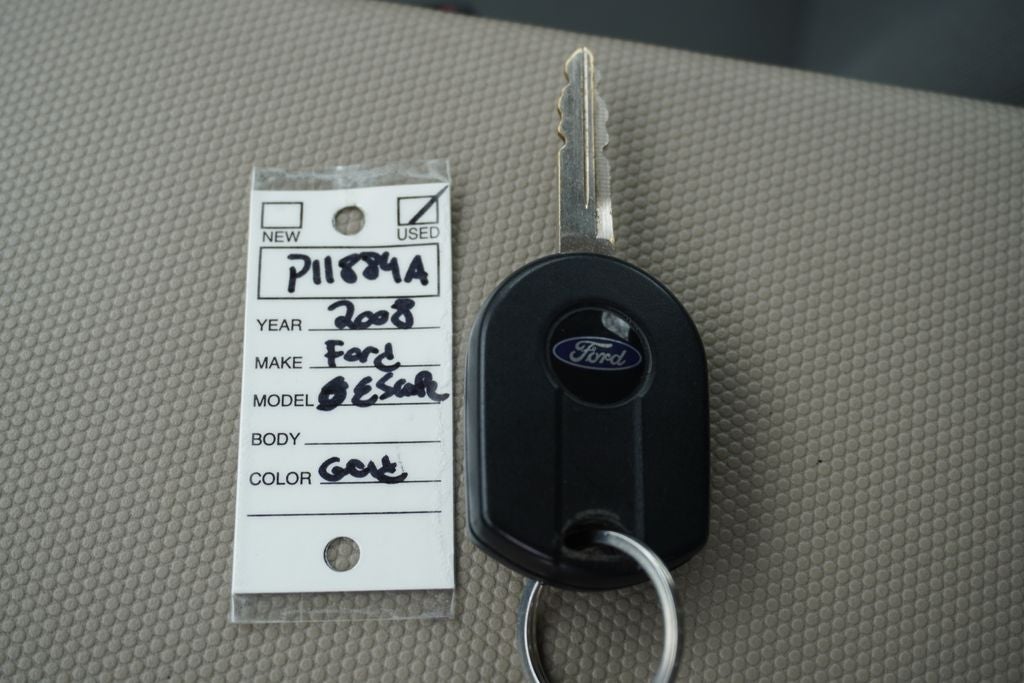 NEW USED
P11884A
YEAR 2008
MAKE Ford
MODEL Escape
BODY
COLOR Gold
Ford